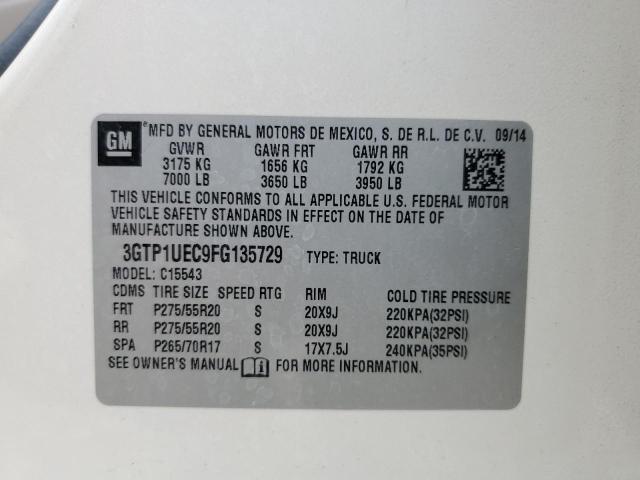 GM ® MFD BY GENERAL MOTORS DE MEXICO, S. DE R.L. DE C.V. 09/14
GVWR GAWR FRT GAWR RR
3175 KG 1656 KG 1792 KG
7000 LB 3650 LB 3950 LB
THIS VEHICLE CONFORMS TO ALL APPLICABLE U.S. FEDERAL MOTOR
VEHICLE SAFETY STANDARDS IN EFFECT ON THE DATE OF
MANUFACTURE SHOWN ABOVE.
3GTP1UEC9FG135729 TYPE: TRUCK
MODEL: C15543
CDMS TIRE SIZE SPEED RTG RIM COLD TIRE PRESSURE
FRT P275/55R20 S 20X9J 220KPA(32PSI)
RR P275/55R20 S 20X9J 220KPA(32PSI)
SPA P265/70R17 S 17X7.5J 240KPA(35PSI)
SEE OWNER'S MANUAL FOR MORE INFORMATION.